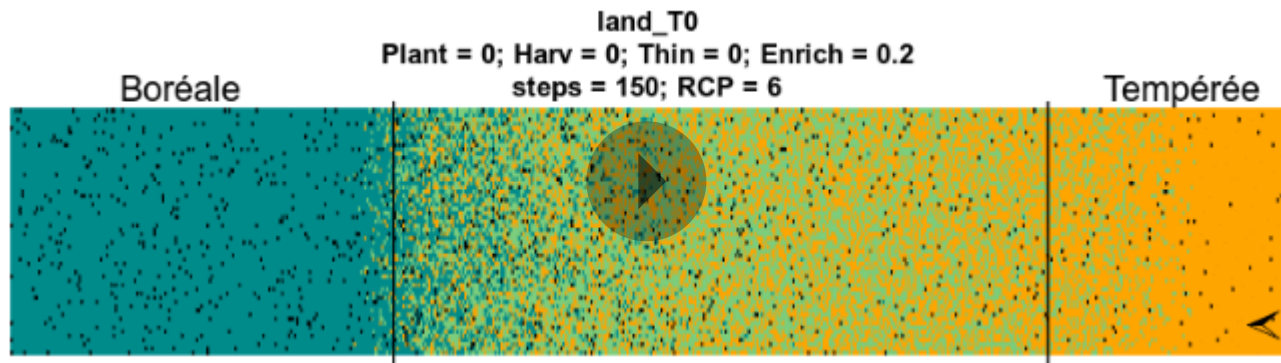 land_T0
Plant = 0; Harv = 0; Thin = 0; Enrich = 0.2
steps = 150; RCP = 6
Boréale
Tempérée